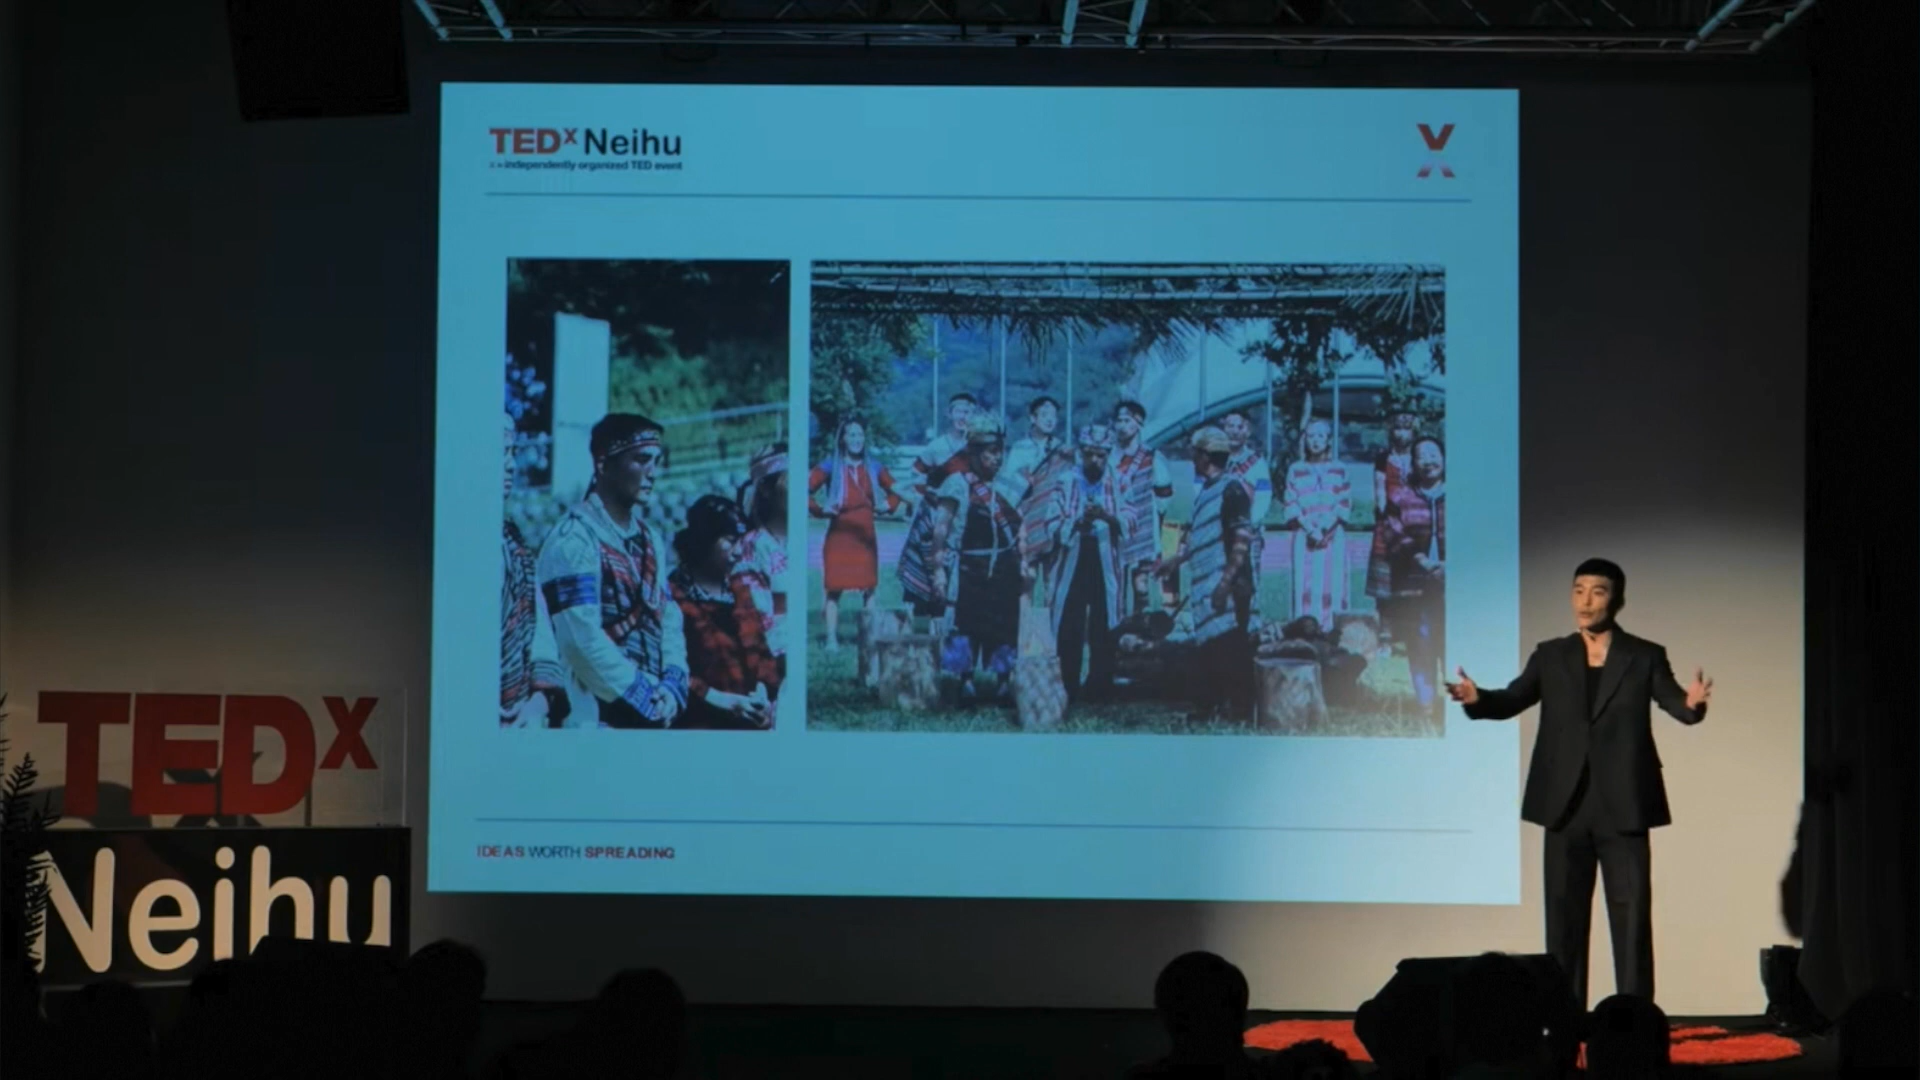 TEDx Neihu
x = independently organized TED event
X
IDEAS WORTH SPREADING
TEDx
Neihu